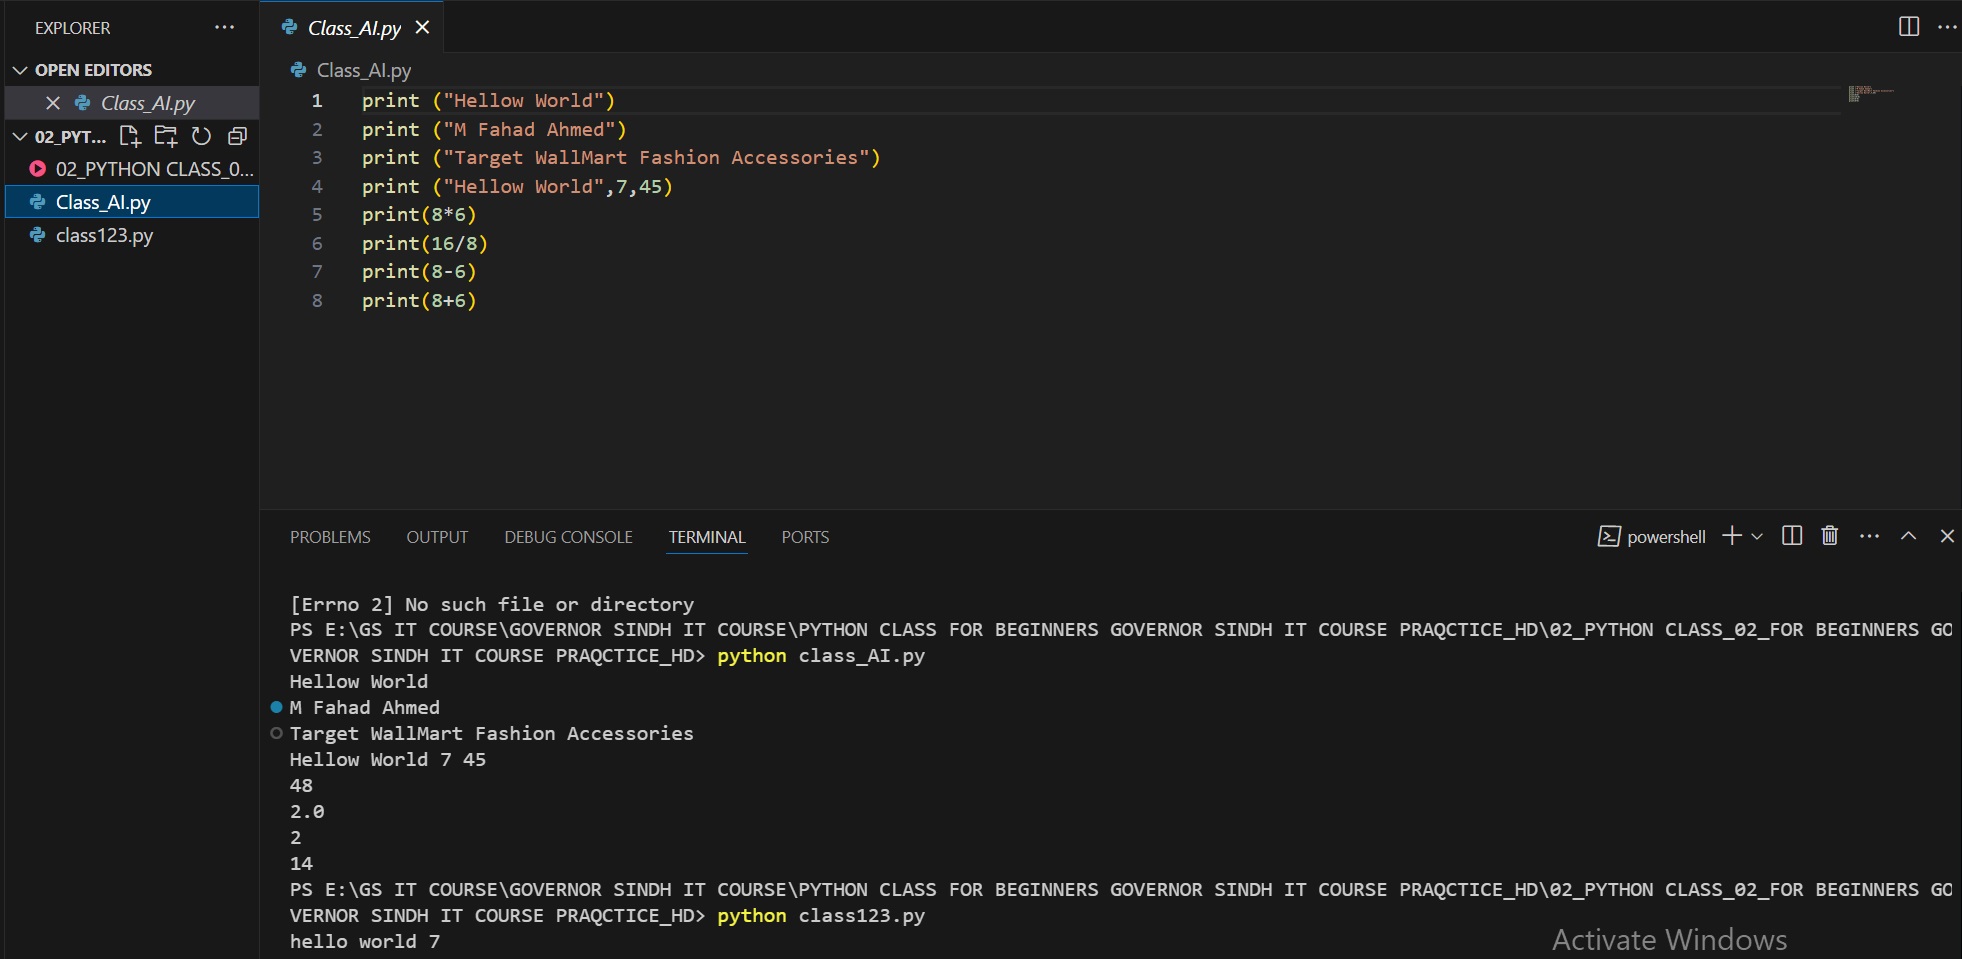 EXPLORER
Class_AI.py
OPEN EDITORS
Class_AI.py
02_PYT...
02_PYTHON CLASS_0...
Class_AI.py
class123.py
Class_AI.py
1 print ("Hellow World")
2 print ("M Fahad Ahmed")
3 print ("Target WallMart Fashion Accessories")
4 print ("Hellow World",7,45)
5 print(8*6)
6 print(16/8)
7 print(8-6)
8 print(8+6)
PROBLEMS OUTPUT DEBUG CONSOLE TERMINAL PORTS powershell
[Errno 2] No such file or directory
PS E:\GS IT COURSE\GOVERNOR SINDH IT COURSE\PYTHON CLASS FOR BEGINNERS GOVERNOR SINDH IT COURSE PRAQCTICE_HD\02_PYTHON CLASS_02_FOR BEGINNERS GO
VERNOR SINDH IT COURSE PRAQCTICE_HD> python class_AI.py
Hellow World
M Fahad Ahmed
Target WallMart Fashion Accessories
Hellow World 7 45
48
2.0
2
14
PS E:\GS IT COURSE\GOVERNOR SINDH IT COURSE\PYTHON CLASS FOR BEGINNERS GOVERNOR SINDH IT COURSE PRAQCTICE_HD\02_PYTHON CLASS_02_FOR BEGINNERS GO
VERNOR SINDH IT COURSE PRAQCTICE_HD> python class123.py
hello world 7
Activate Windows